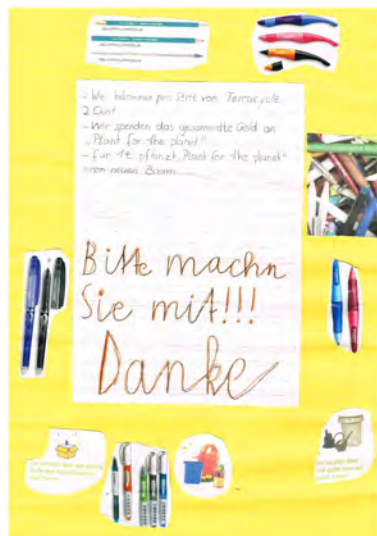 - Wir bekommen pro Stift von Terracycle
2 Cent
- Wir spenden das gesammelte Geld an
„Plant for the planet"
- Für 1€ pflanzt „Plant for the planet"
einen neuen Baum
Bitte machn
Sie mit!!!
Danke